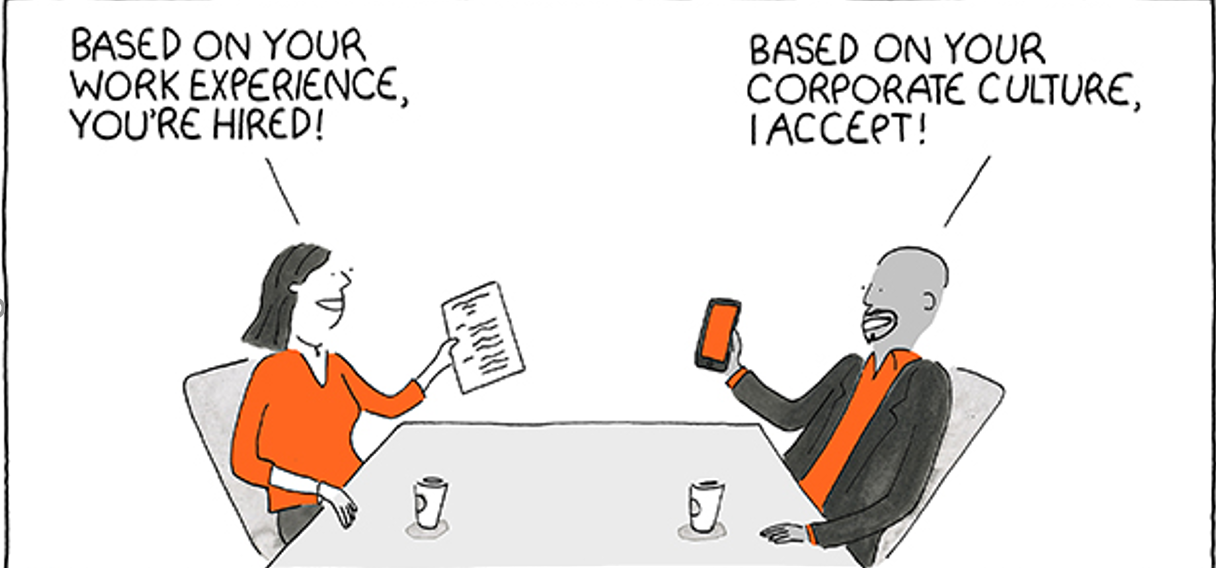 BASED ON YOUR
WORK EXPERIENCE,
YOU'RE HIRED!
BASED ON YOUR
CORPORATE CULTURE,
I ACCEPT!